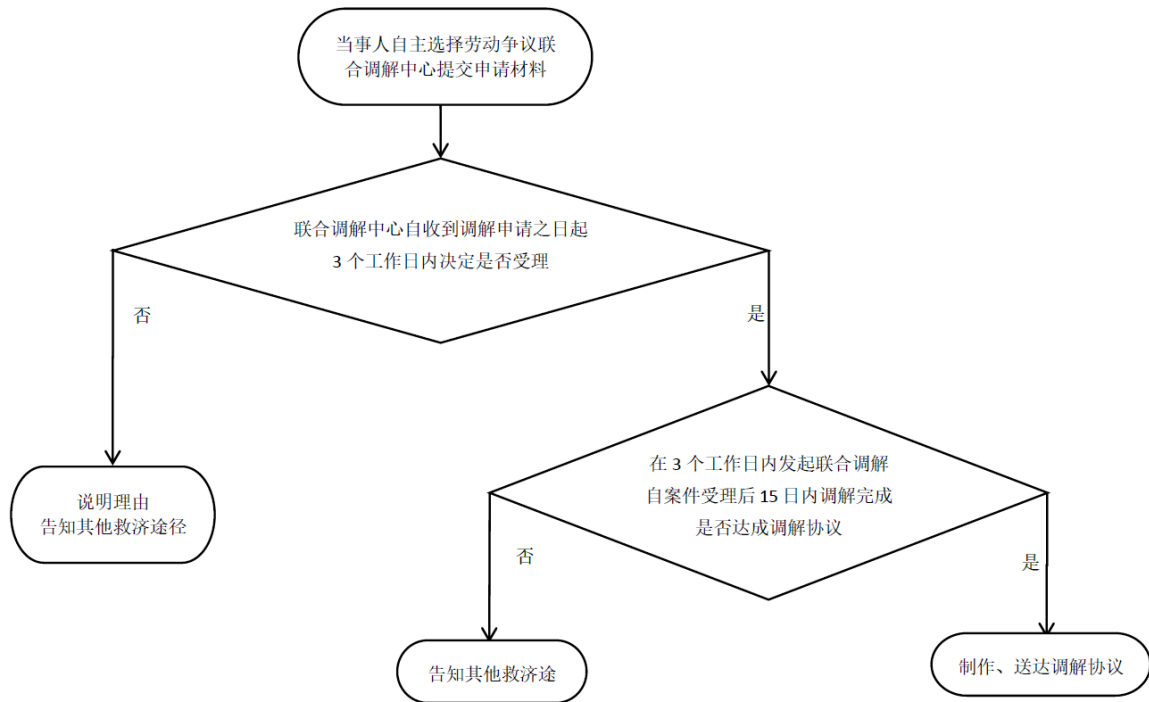 当事人自主选择劳动争议联
合调解中心提交申请材料
联合调解中心自收到调解申请之日起
3 个工作日内决定是否受理
否
是
在 3 个工作日内发起联合调解
自案件受理后 15 日内调解完成
是否达成调解协议
说明理由
告知其他救济途径
否
是
告知其他救济途
制作、送达调解协议